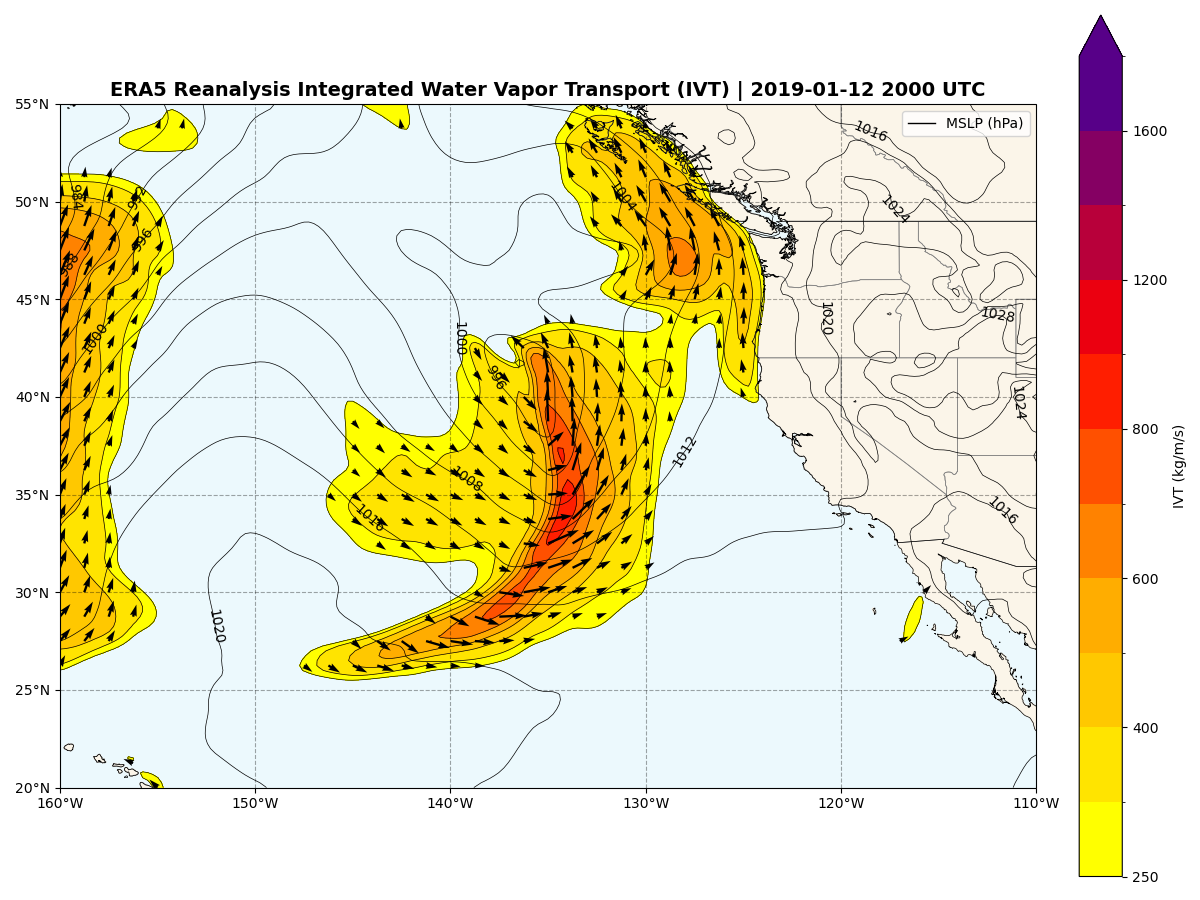 ERA5 Reanalysis Integrated Water Vapor Transport (IVT) | 2019-01-12 2000 UTC
MSLP (hPa)
55°N
50°N
45°N
40°N
35°N
30°N
25°N
20°N
160°W
150°W
140°W
130°W
120°W
110°W
1016
984
992
1004
1024
996
988
1000
1000
1020
1028
996
1024
1012
1008
1016
1016
1020
1600
1200
800
600
400
250
IVT (kg/m/s)